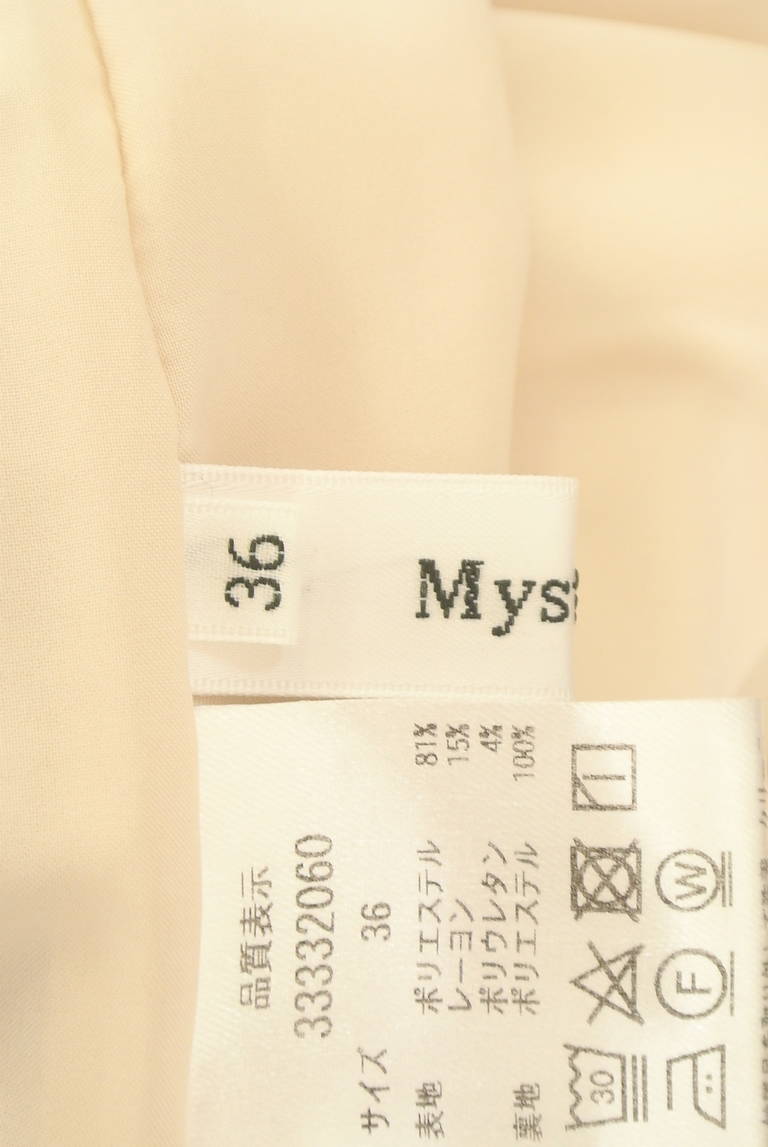 36
Mys
品質表示
33332060
サイズ 36
表地 ポリエステル 81%
レーヨン 15%
ポリウレタン 4%
裏地 ポリエステル 100%
30
F W